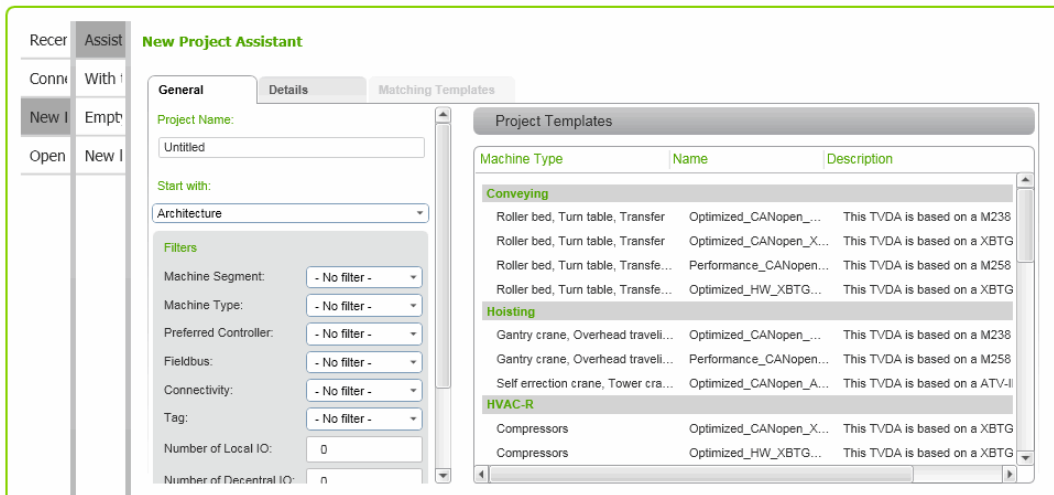 Recen
Conne
New I
Open
Assist
With t
Empty
New I
New Project Assistant
General Details Matching Templates
Project Name:
Untitled
Start with:
Architecture
Filters
Machine Segment: - No filter -
Machine Type: - No filter -
Preferred Controller: - No filter -
Fieldbus: - No filter -
Connectivity: - No filter -
Tag: - No filter -
Number of Local IO: 0
Number of Decentral IO: 0
Project Templates
Machine Type Name Description
Conveying
Roller bed, Turn table, Transfer Optimized_CANopen_... This TVDA is based on a M238
Roller bed, Turn table, Transfer Optimized_CANopen_X... This TVDA is based on a XBTG
Roller bed, Turn table, Transfe... Performance_CANopen... This TVDA is based on a M258
Roller bed, Turn table, Transfe... Optimized_HW_XBTG... This TVDA is based on a XBTG
Hoisting
Gantry crane, Overhead traveli... Optimized_CANopen_... This TVDA is based on a M238
Gantry crane, Overhead traveli... Performance_CANopen... This TVDA is based on a M258
Self errection crane, Tower cra... Optimized_CANopen_A... This TVDA is based on a ATV-I
HVAC-R
Compressors Optimized_CANopen_X... This TVDA is based on a XBTG
Compressors Optimized_HW_XBTG... This TVDA is based on a XBTG